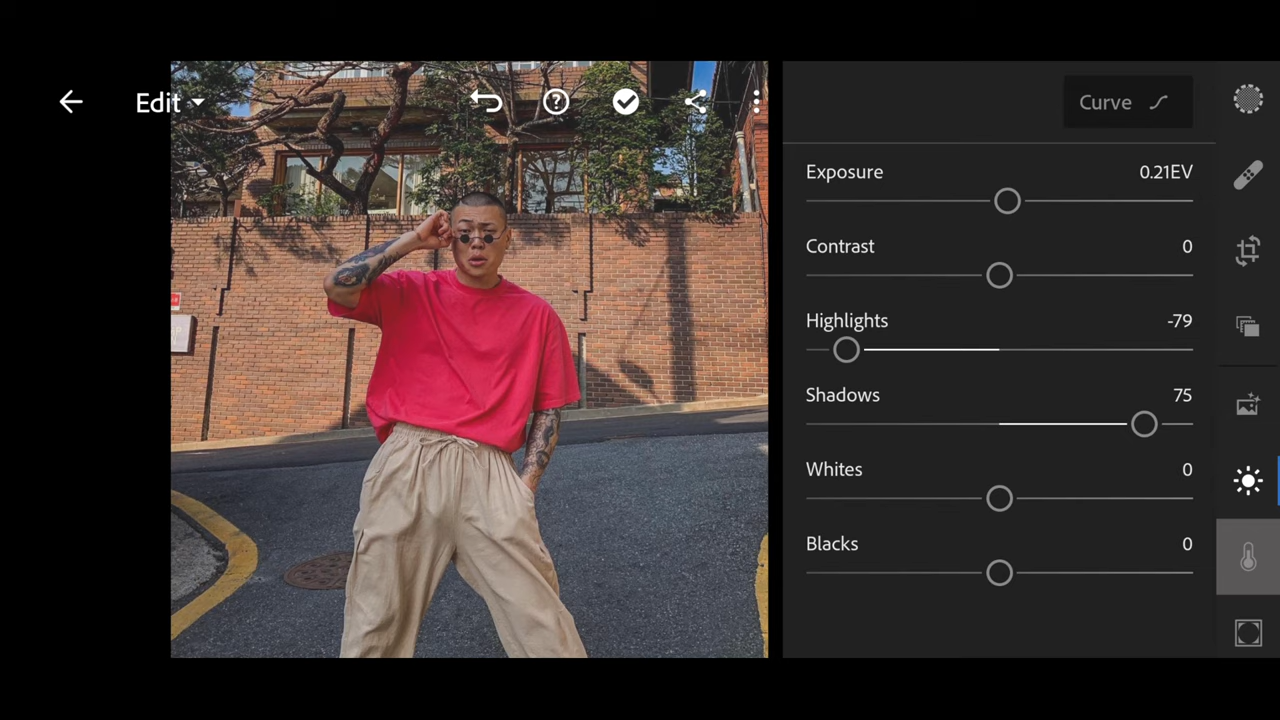 Edit
Curve
Exposure 0.21EV
Contrast 0
Highlights -79
Shadows 75
Whites 0
Blacks 0